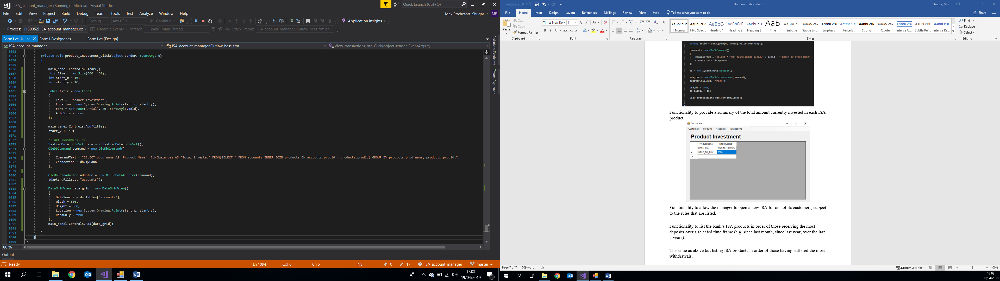 ISA_account_manager (Running) - Microsoft Visual Studio
Quick Launch (Ctrl+Q)
File Edit View Project Build Debug Team Tools Test Analyze Window Help
Max Rochefort-Shugar MR
Debug Any CPU Continue Application Insights
Process: [159052] ISA_account_manager.ex Lifecycle Events Thread: [112488] Main Thread Stack Frame: ISA_account_manager.Outlaw_hess_frm.pr
Form1.cs Form1.Designer.cs Form1.cs [Design]
ISA_account_manager ISA_account_manager.Outlaw_hess_frm View_transactions_btn_Click(object sender, EventArgs e)
Solution Explorer
Team Explorer
1052
1053 private void product_investment_Click(object sender, EventArgs e)
1054 {
1055
1056 main_panel.Controls.Clear();
1057 this.Size = new Size(660, 430);
1058 int start_x = 10;
1059 int start_y = 10;
1060
1061 Label title = new Label
1062 {
1063 Text = "Product Investment",
1064 Location = new System.Drawing.Point(start_x, start_y),
1065 Font = new Font("Arial", 20, FontStyle.Bold),
1066 AutoSize = true
1067 };
1068
1069 main_panel.Controls.Add(title);
1070 start_y += 40;
1071
1072 /* Get customers. */
1073 System.Data.DataSet ds = new System.Data.DataSet();
1074 OleDbCommand command = new OleDbCommand()
1075 {
1076 CommandText = "SELECT prod_name AS 'Product Name', SUM(balance) AS 'Total Invested' FROM(SELECT * FROM accounts INNER JOIN products ON accounts.prodid = products.prodid) GROUP BY products.prod_name, products.prodid;",
1077 Connection = db.myConn
1078 };
1079
1080 OleDbDataAdapter adapter = new OleDbDataAdapter(command);
1081 adapter.Fill(ds, "accounts");
1082
1083 DataGridView data_grid = new DataGridView()
1084 {
1085 DataSource = ds.Tables["accounts"],
1086 Width = 600,
1087 Height = 300,
1088 Location = new System.Drawing.Point(start_x, start_y),
1089 ReadOnly = true
1090 };
1091 main_panel.Controls.Add(data_grid);
1092
1093 }
1094 }
1095 }
80 %
Output
Ready Ln 1094 Col 6 Ch 6 INS 0 17 ISA_account_manager master
17:03
19/04/2019
1
AutoSave Off Documentation.docx Shugar, Max
File Home Insert Design Layout References Mailings Review View Help Tell me what you want to do Share
Paste Cut Copy Format Painter
Times New Ro 11
Normal No Spac... Heading 1 Heading 2 Heading 3 Title Subtitle Subtle Em... Emphasis Intense E... Strong Quote Intense Q... Subtle Ref... Intense Re...
Find Replace Select
Clipboard Font Paragraph Styles Editing
string accid = data_grid[0, index].Value.ToString();
command = new OleDbCommand()
{
CommandText = "SELECT * FROM tranx WHERE accid=" + accid + " ORDER BY event DESC",
Connection = db.myConn
};
ds = new System.Data.DataSet();
adapter = new OleDbDataAdapter(command);
adapter.Fill(ds, "tranx");
use_ds = true;
ds_global = ds;
view_transactions_btn.PerformClick();
};
Functionality to provide a summary of the total amount currently invested in each ISA
product.
Outlaw Hess
Customers Products Accounts Transactions
Product Investment
'Product Name' 'Total Invested'
CASH_ISA 2949.1611328125
HELP_TO_BUY 8000
Functionality to allow the manager to open a new ISA for one of its customers, subject
to the rules that are listed.
Functionality to list the bank's ISA products in order of those receiving the most
deposits over a selected time frame (e.g. since last month, since last year, over the last
5 years).
The same as above but listing ISA products in order of those having suffered the most
withdrawals.
Page 7 of 7 709 words Display Settings 100%
17:03
19/04/2019